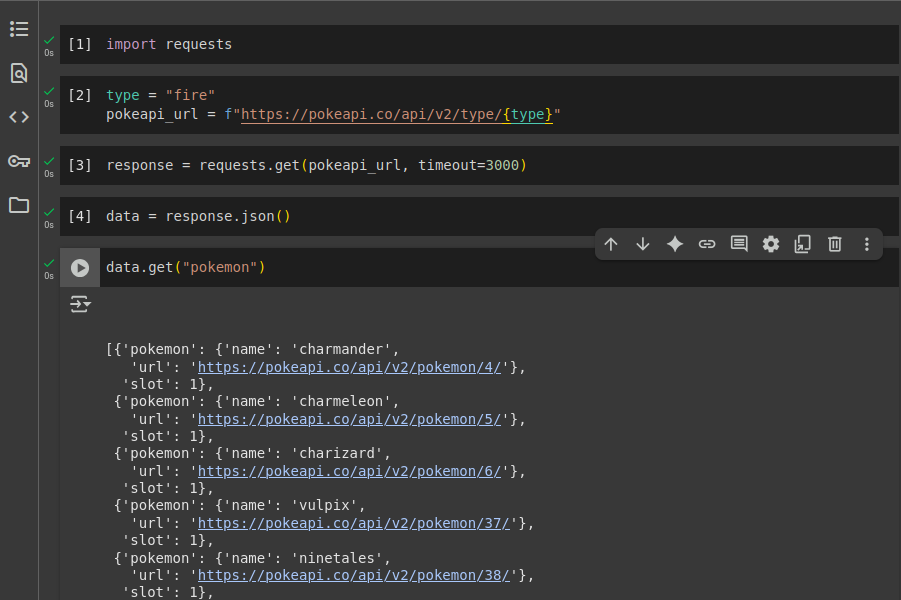 [1] import requests
0s
[2] type = "fire"
0s
pokeapi_url = f"https://pokeapi.co/api/v2/type/{type}"
[3] response = requests.get(pokeapi_url, timeout=3000)
0s
[4] data = response.json()
0s
data.get("pokemon")
0s
[{'pokemon': {'name': 'charmander',
'url': 'https://pokeapi.co/api/v2/pokemon/4/'},
'slot': 1},
{'pokemon': {'name': 'charmeleon',
'url': 'https://pokeapi.co/api/v2/pokemon/5/'},
'slot': 1},
{'pokemon': {'name': 'charizard',
'url': 'https://pokeapi.co/api/v2/pokemon/6/'},
'slot': 1},
{'pokemon': {'name': 'vulpix',
'url': 'https://pokeapi.co/api/v2/pokemon/37/'},
'slot': 1},
{'pokemon': {'name': 'ninetales',
'url': 'https://pokeapi.co/api/v2/pokemon/38/'},
'slot': 1},